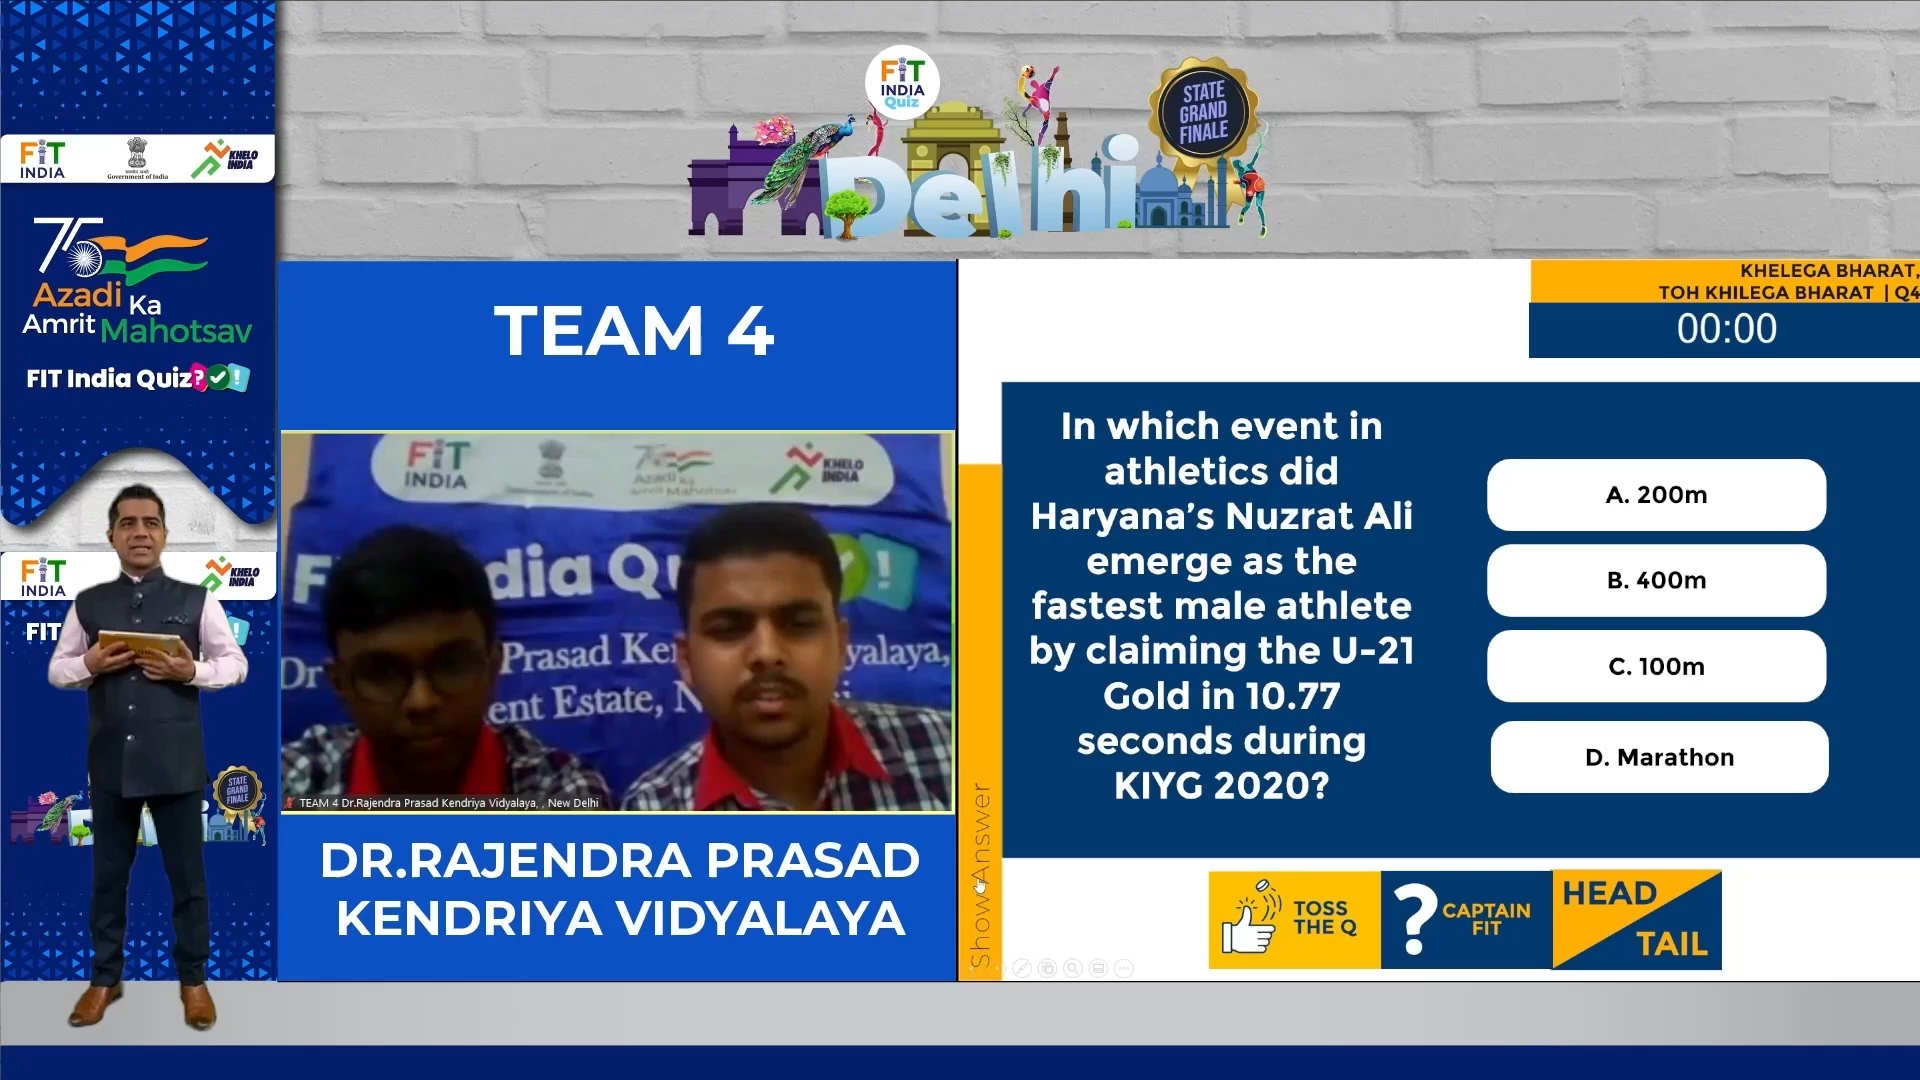 FIT
INDIA
Quiz
STATE
GRAND
FINALE
Delhi
FIT
INDIA
Government of India
KHELO
INDIA
75
Azadi Ka
Amrit Mahotsav
FIT India Quiz?!
FIT
INDIA
KHELO
INDIA
FIT
STATE
GRAND
FINALE
TEAM 4
FIT
INDIA
KHELO
INDIA
Prasad
yalaya,
ent Estate,
TEAM 4 Dr.Rajendra Prasad Kendriya Vidyalaya, , New Delhi
DR.RAJENDRA PRASAD
KENDRIYA VIDYALAYA
KHELEGA BHARAT,
TOH KHILEGA BHARAT | Q4
00:00
In which event in
athletics did
Haryana's Nuzrat Ali
emerge as the
fastest male athlete
by claiming the U-21
Gold in 10.77
seconds during
KIYG 2020?
A. 200m
B. 400m
C. 100m
D. Marathon
Show Answer
TOSS
THE Q
?
CAPTAIN
FIT
HEAD
TAIL